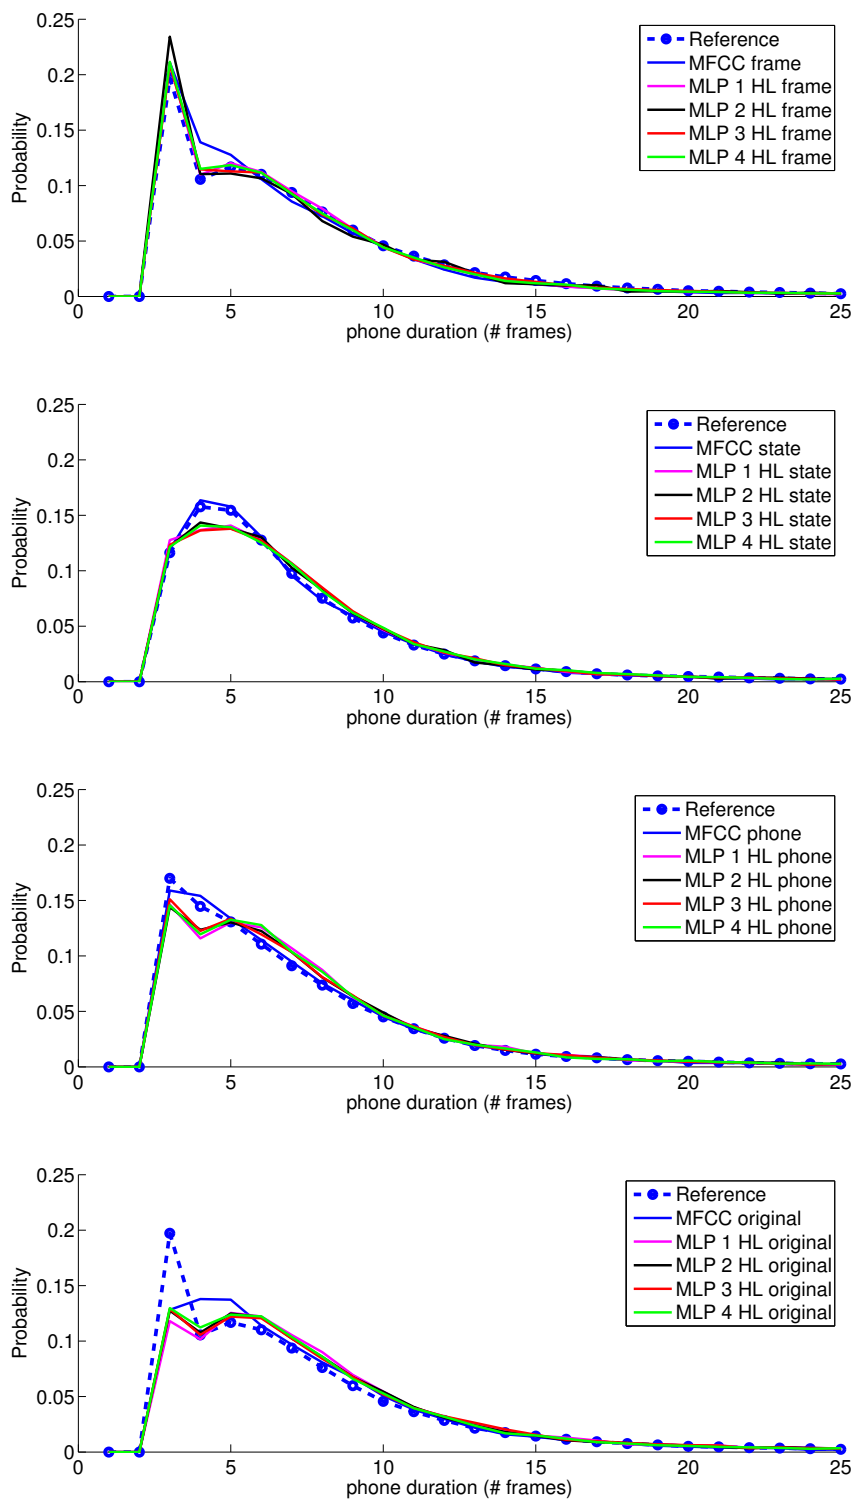 0.25
0.2
0.15
0.1
0.05
0
Probability
0 5 10 15 20 25
phone duration (# frames)
Reference
MFCC frame
MLP 1 HL frame
MLP 2 HL frame
MLP 3 HL frame
MLP 4 HL frame
0.25
0.2
0.15
0.1
0.05
0
Probability
0 5 10 15 20 25
phone duration (# frames)
Reference
MFCC state
MLP 1 HL state
MLP 2 HL state
MLP 3 HL state
MLP 4 HL state
0.25
0.2
0.15
0.1
0.05
0
Probability
0 5 10 15 20 25
phone duration (# frames)
Reference
MFCC phone
MLP 1 HL phone
MLP 2 HL phone
MLP 3 HL phone
MLP 4 HL phone
0.25
0.2
0.15
0.1
0.05
0
Probability
0 5 10 15 20 25
phone duration (# frames)
Reference
MFCC original
MLP 1 HL original
MLP 2 HL original
MLP 3 HL original
MLP 4 HL original